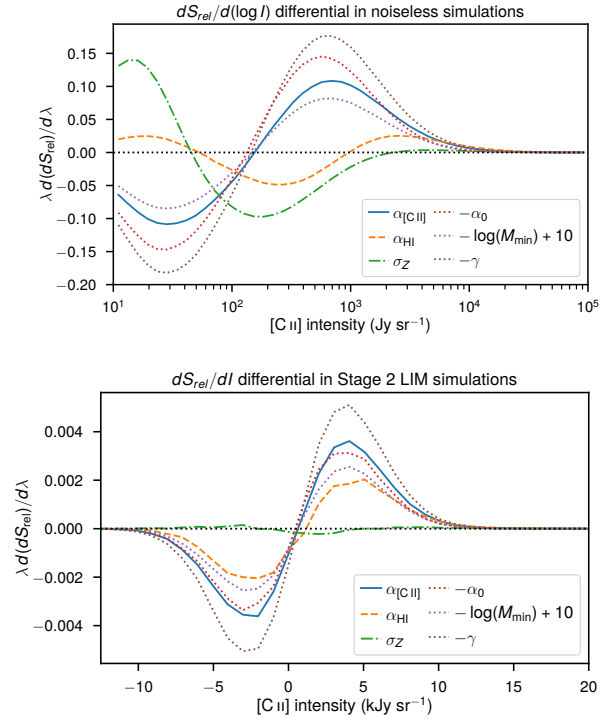 dS_rel/d(log I) differential in noiseless simulations
λ d(dS_rel)/dλ
0.15
0.10
0.05
0.00
−0.05
−0.10
−0.15
−0.20
α_[C II]
α_HI
σ_Z
−α_0
−log(M_min) + 10
−γ
10^1
10^2
10^3
10^4
10^5
[C II] intensity (Jy sr^−1)
dS_rel/dI differential in Stage 2 LIM simulations
λ d(dS_rel)/dλ
0.004
0.002
0.000
−0.002
−0.004
α_[C II]
α_HI
σ_Z
−α_0
−log(M_min) + 10
−γ
−10
−5
0
5
10
15
20
[C II] intensity (kJy sr^−1)